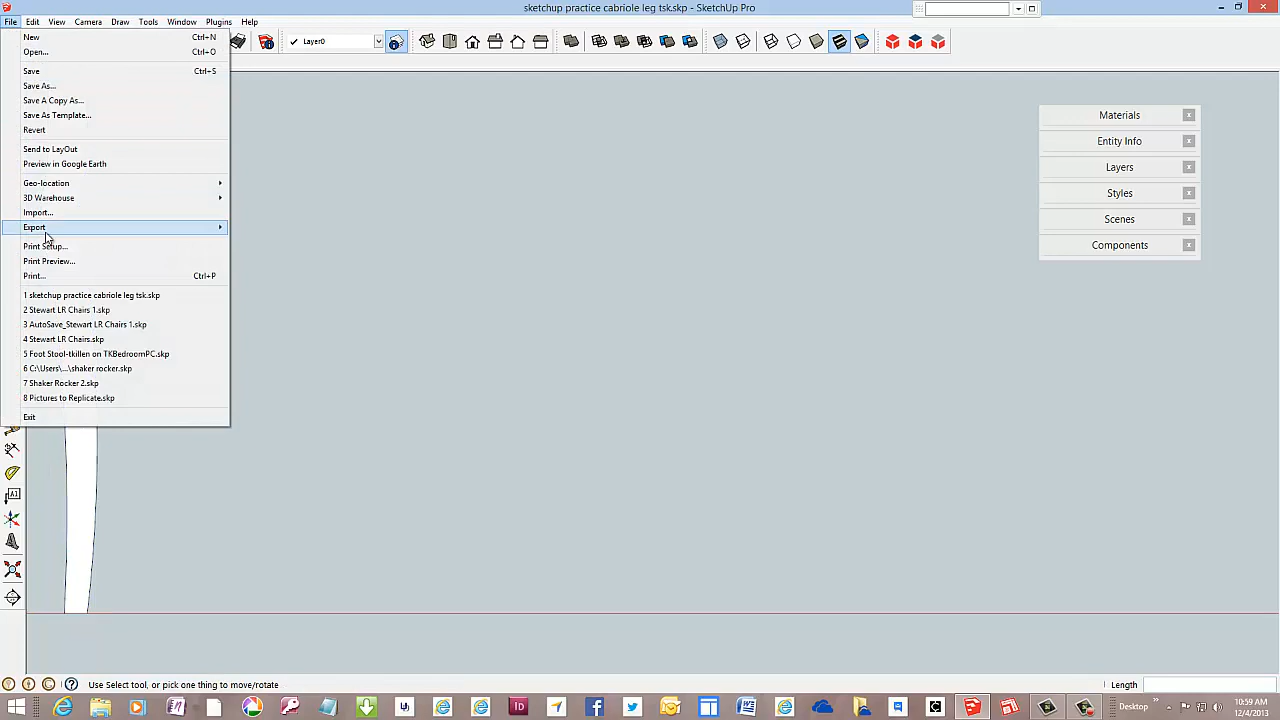 sketchup practice cabriole leg tsk.skp - SketchUp Pro
File Edit View Camera Draw Tools Window Plugins Help
New Ctrl+N
Open... Ctrl+O
Save Ctrl+S
Save As...
Save A Copy As...
Save As Template...
Revert
Send to LayOut
Preview in Google Earth
Geo-location
3D Warehouse
Import...
Export
Print Setup...
Print Preview...
Print... Ctrl+P
1 sketchup practice cabriole leg tsk.skp
2 Stewart LR Chairs 1.skp
3 AutoSave_Stewart LR Chairs 1.skp
4 Stewart LR Chairs.skp
5 Foot Stool-tkillen on TKBedroomPC.skp
6 C:\Users\...\shaker rocker.skp
7 Shaker Rocker 2.skp
8 Pictures to Replicate.skp
Exit
Layer0
Materials
Entity Info
Layers
Styles
Scenes
Components
Use Select tool, or pick one thing to move/rotate
Length
Desktop
10:59 AM
12/4/2013